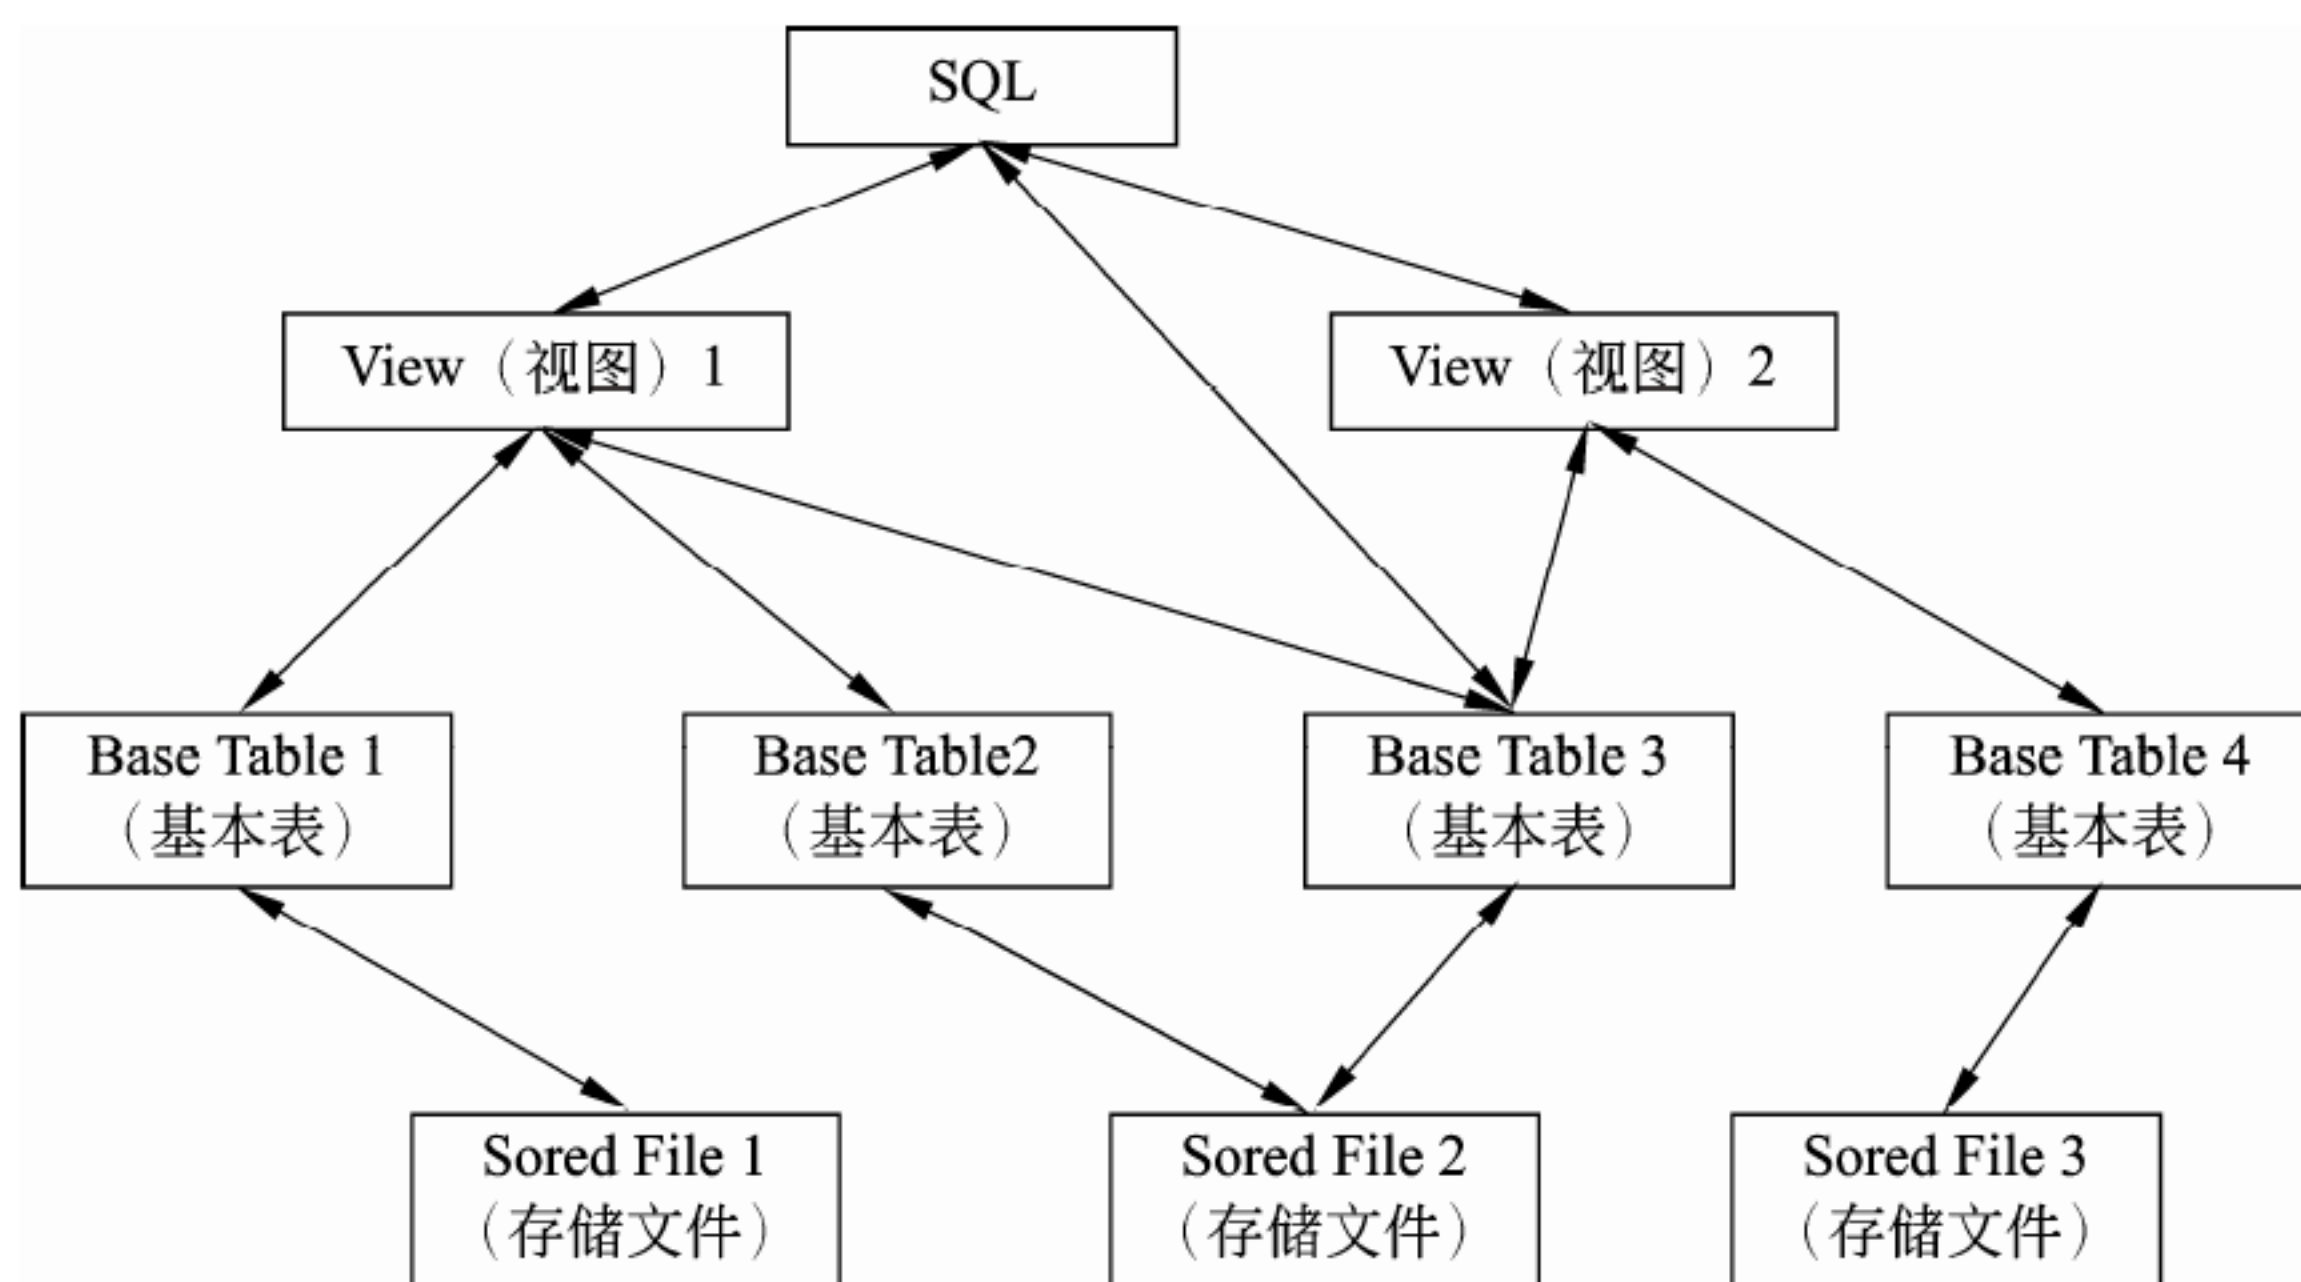 SQL
View（视图）1
View（视图）2
Base Table 1
（基本表）
Base Table2
（基本表）
Base Table 3
（基本表）
Base Table 4
（基本表）
Sored File 1
（存储文件）
Sored File 2
（存储文件）
Sored File 3
（存储文件）